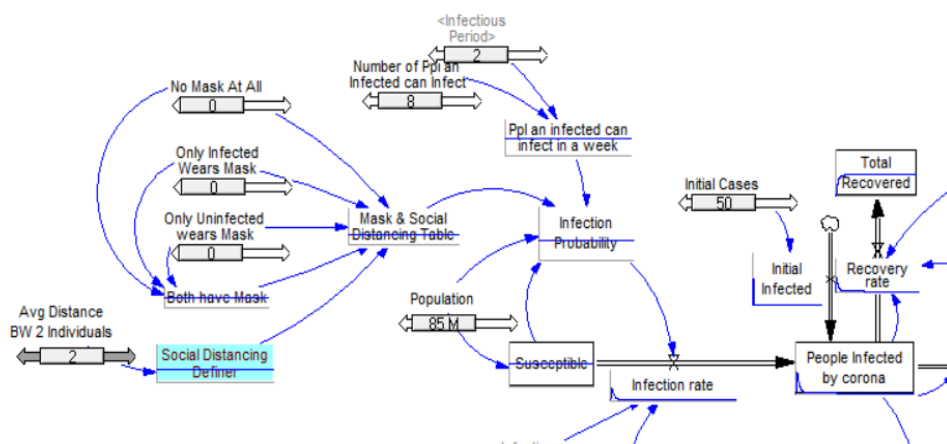 <Infectious
Period>
2
No Mask At All
0
Number of Ppl an
Infected can Infect
8
Ppl an infected can
infect in a week
Only Infected
Wears Mask
0
Total
Recovered
Initial Cases
50
Only Uninfected
wears Mask
0
Mask & Social
Distancing Table
Infection
Probability
Both have Mask
Initial
Infected
Recovery
rate
Population
85 M
Avg Distance
BW 2 Individuals
2
Social Distancing
Definer
Susceptible
Infection rate
People Infected
by corona